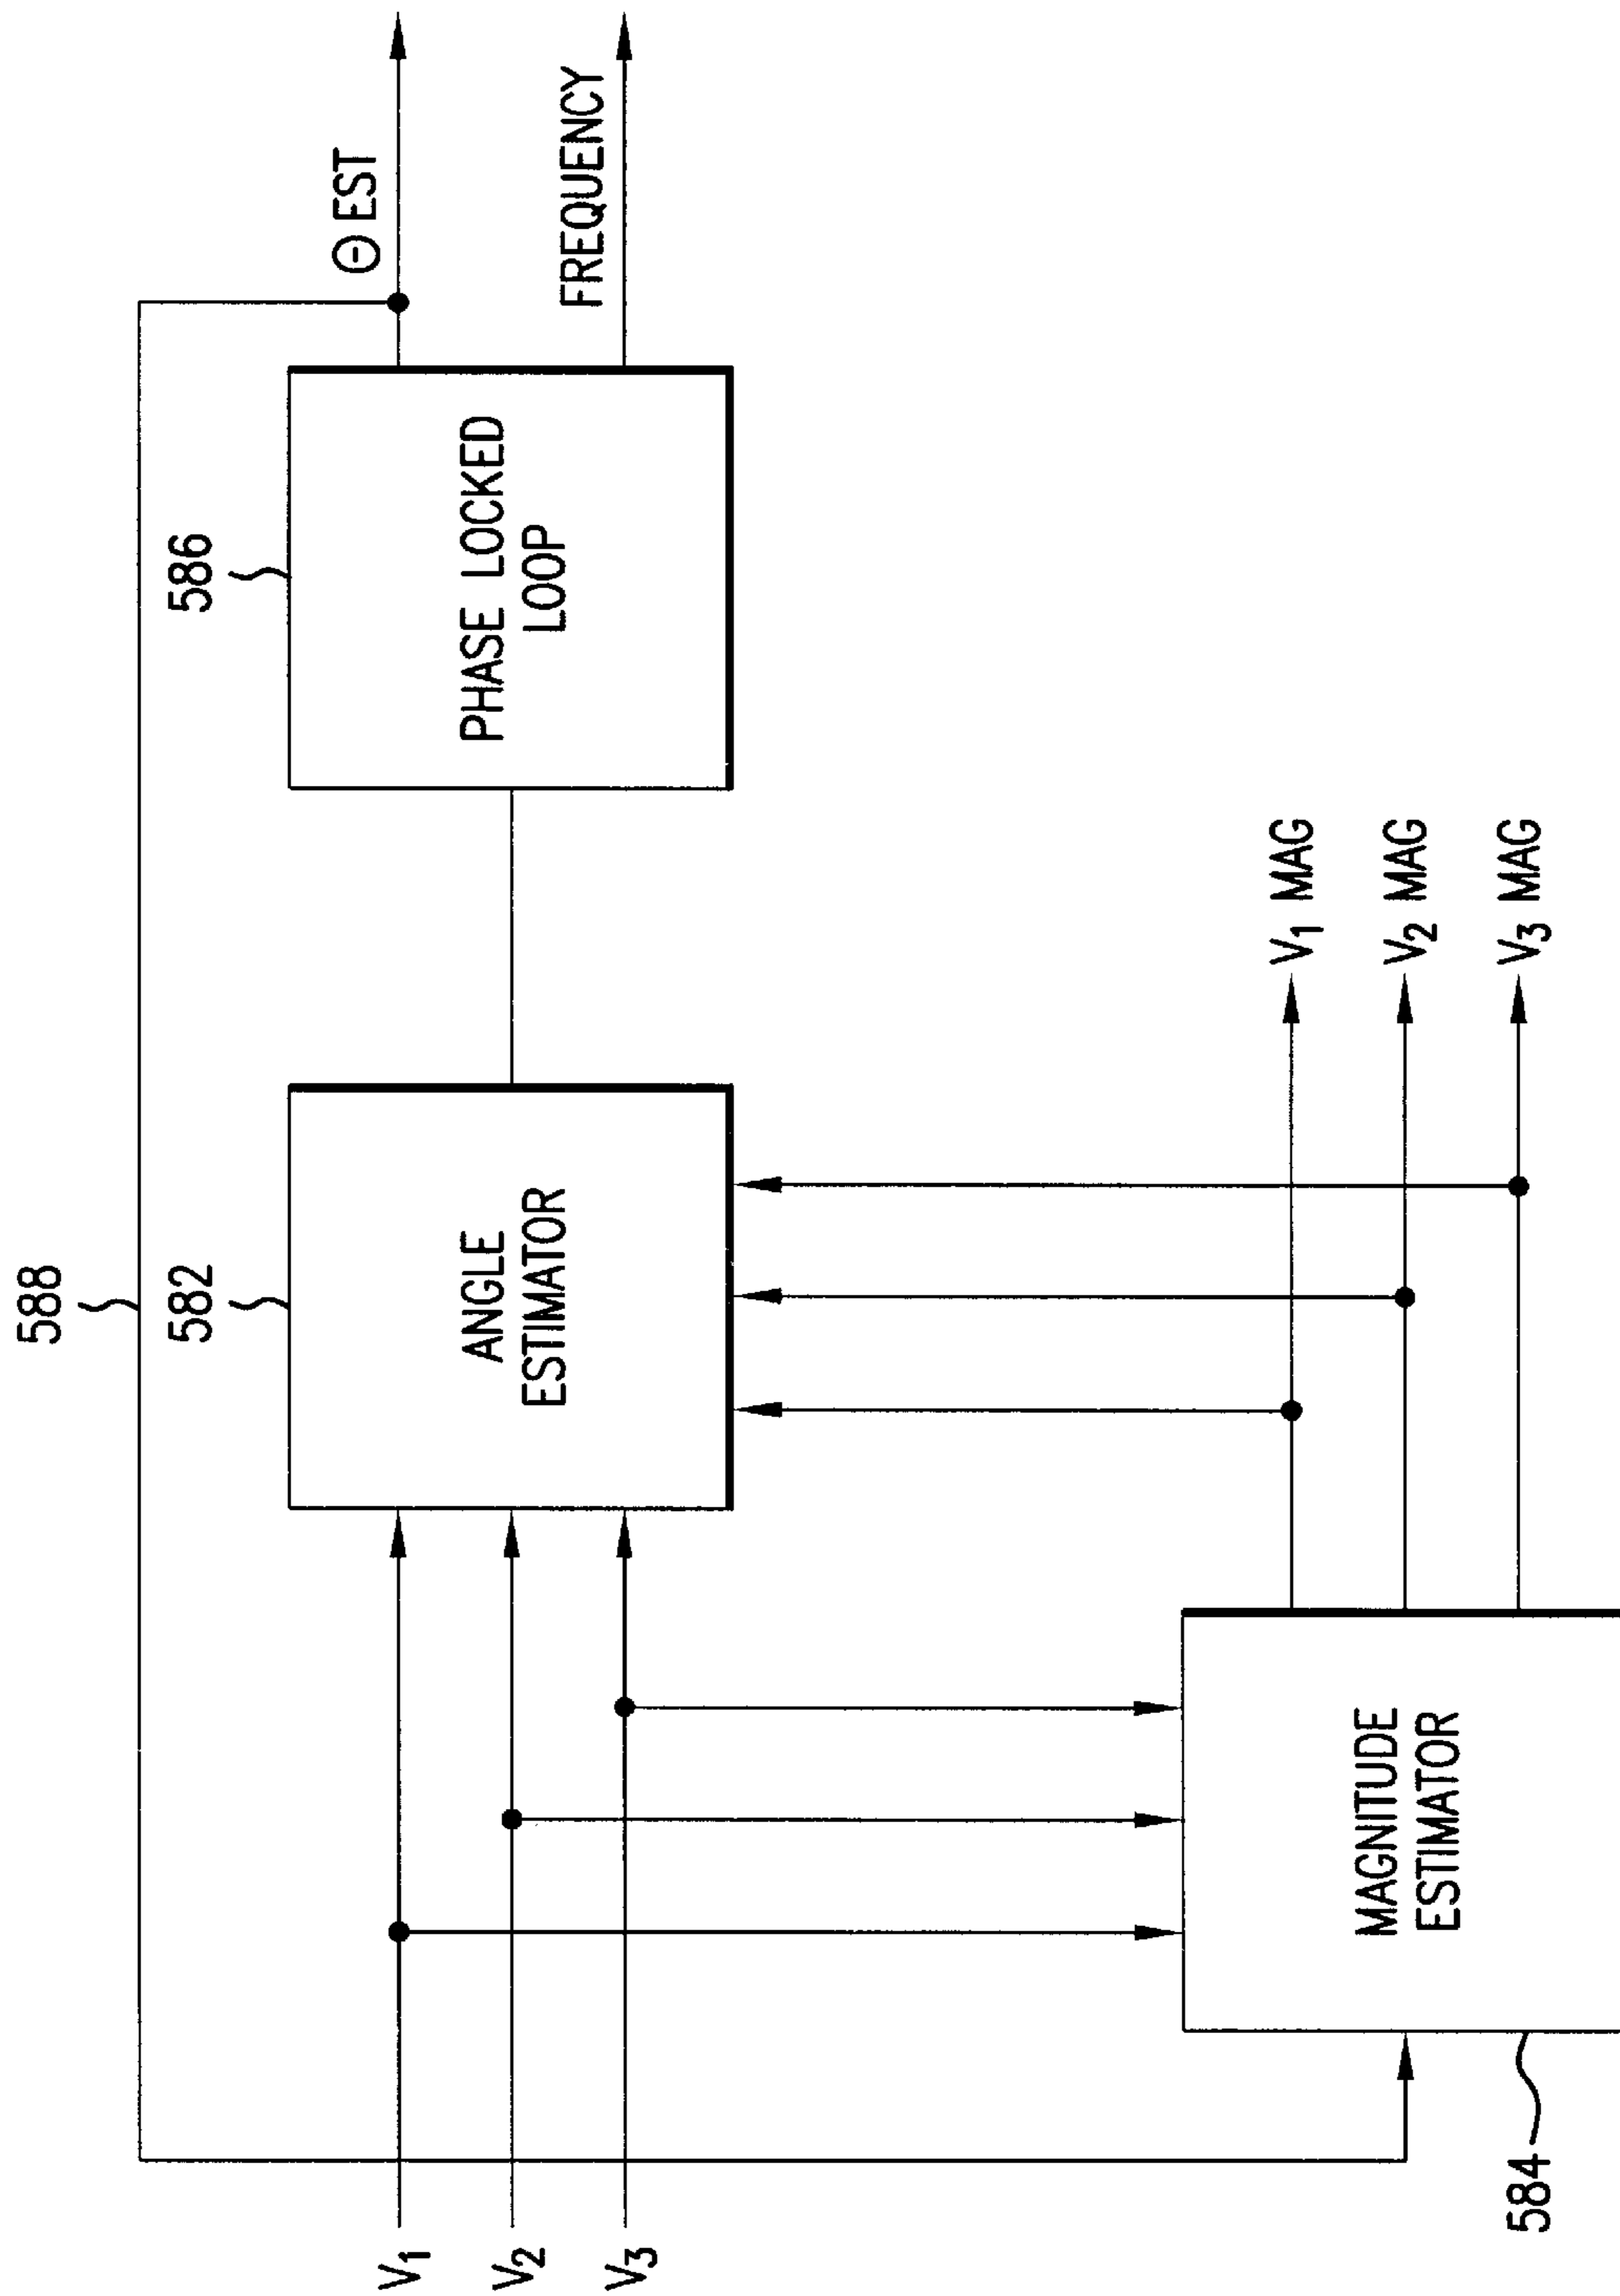 588
582
586
V1
V2
V3
ANGLE
ESTIMATOR
PHASE LOCKED
LOOP
Θ EST
FREQUENCY
MAGNITUDE
ESTIMATOR
584
V1 MAG
V2 MAG
V3 MAG